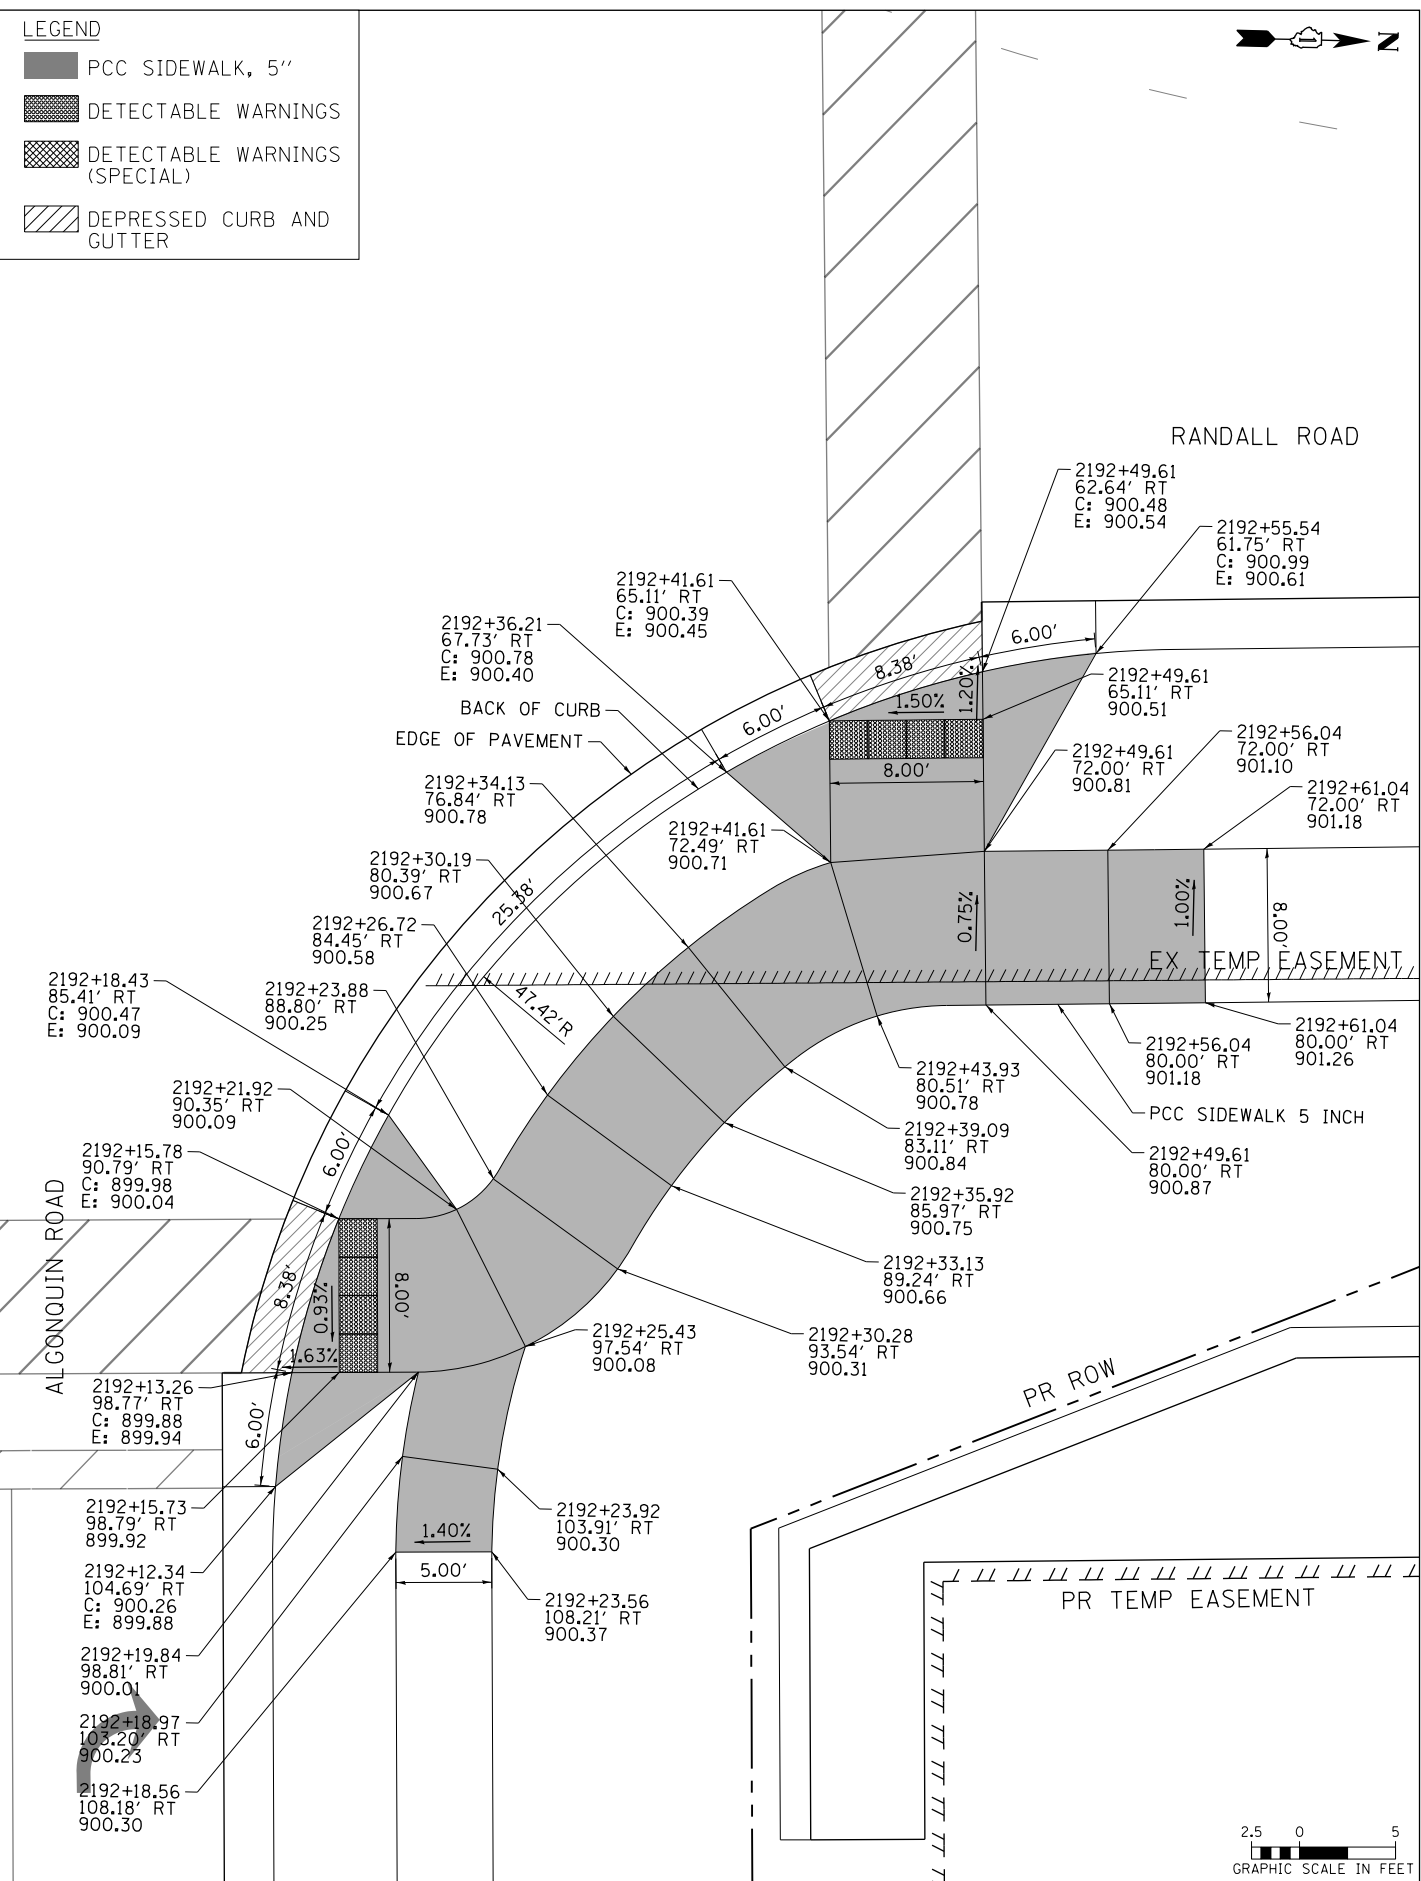 LEGEND
PCC SIDEWALK, 5''
DETECTABLE WARNINGS
DETECTABLE WARNINGS
(SPECIAL)
DEPRESSED CURB AND
GUTTER
N
RANDALL ROAD
2192+49.61
62.64' RT
C: 900.48
E: 900.54
2192+55.54
61.75' RT
C: 900.99
E: 900.61
2192+41.61
65.11' RT
C: 900.39
E: 900.45
2192+36.21
67.73' RT
C: 900.78
E: 900.40
6.00'
8.38'
1.20%
1.50%
6.00'
8.00'
2192+49.61
65.11' RT
900.51
BACK OF CURB
EDGE OF PAVEMENT
2192+56.04
72.00' RT
901.10
2192+49.61
72.00' RT
900.81
2192+61.04
72.00' RT
901.18
2192+34.13
76.84' RT
900.78
2192+41.61
72.49' RT
900.71
2192+30.19
80.39' RT
900.67
25.38'
2192+26.72
84.45' RT
900.58
0.75%
1.00%
8.00'
EX TEMP EASEMENT
2192+18.43
85.41' RT
C: 900.47
E: 900.09
2192+23.88
88.80' RT
900.25
47.42'R
2192+61.04
80.00' RT
901.26
2192+56.04
80.00' RT
901.18
2192+43.93
80.51' RT
900.78
2192+21.92
90.35' RT
900.09
PCC SIDEWALK 5 INCH
2192+39.09
83.11' RT
900.84
2192+49.61
80.00' RT
900.87
2192+15.78
90.79' RT
C: 899.98
E: 900.04
6.00'
2192+35.92
85.97' RT
900.75
ALGONQUIN ROAD
8.38'
0.93%
8.00'
1.63%
2192+33.13
89.24' RT
900.66
2192+25.43
97.54' RT
900.08
2192+30.28
93.54' RT
900.31
PR ROW
2192+13.26
98.77' RT
C: 899.88
E: 899.94
6.00'
2192+15.73
98.79' RT
899.92
2192+23.92
103.91' RT
900.30
1.40%
5.00'
2192+12.34
104.69' RT
C: 900.26
E: 899.88
2192+23.56
108.21' RT
900.37
PR TEMP EASEMENT
2192+19.84
98.81' RT
900.01
2192+18.97
103.20' RT
900.23
2192+18.56
108.18' RT
900.30
2.5 0 5
GRAPHIC SCALE IN FEET